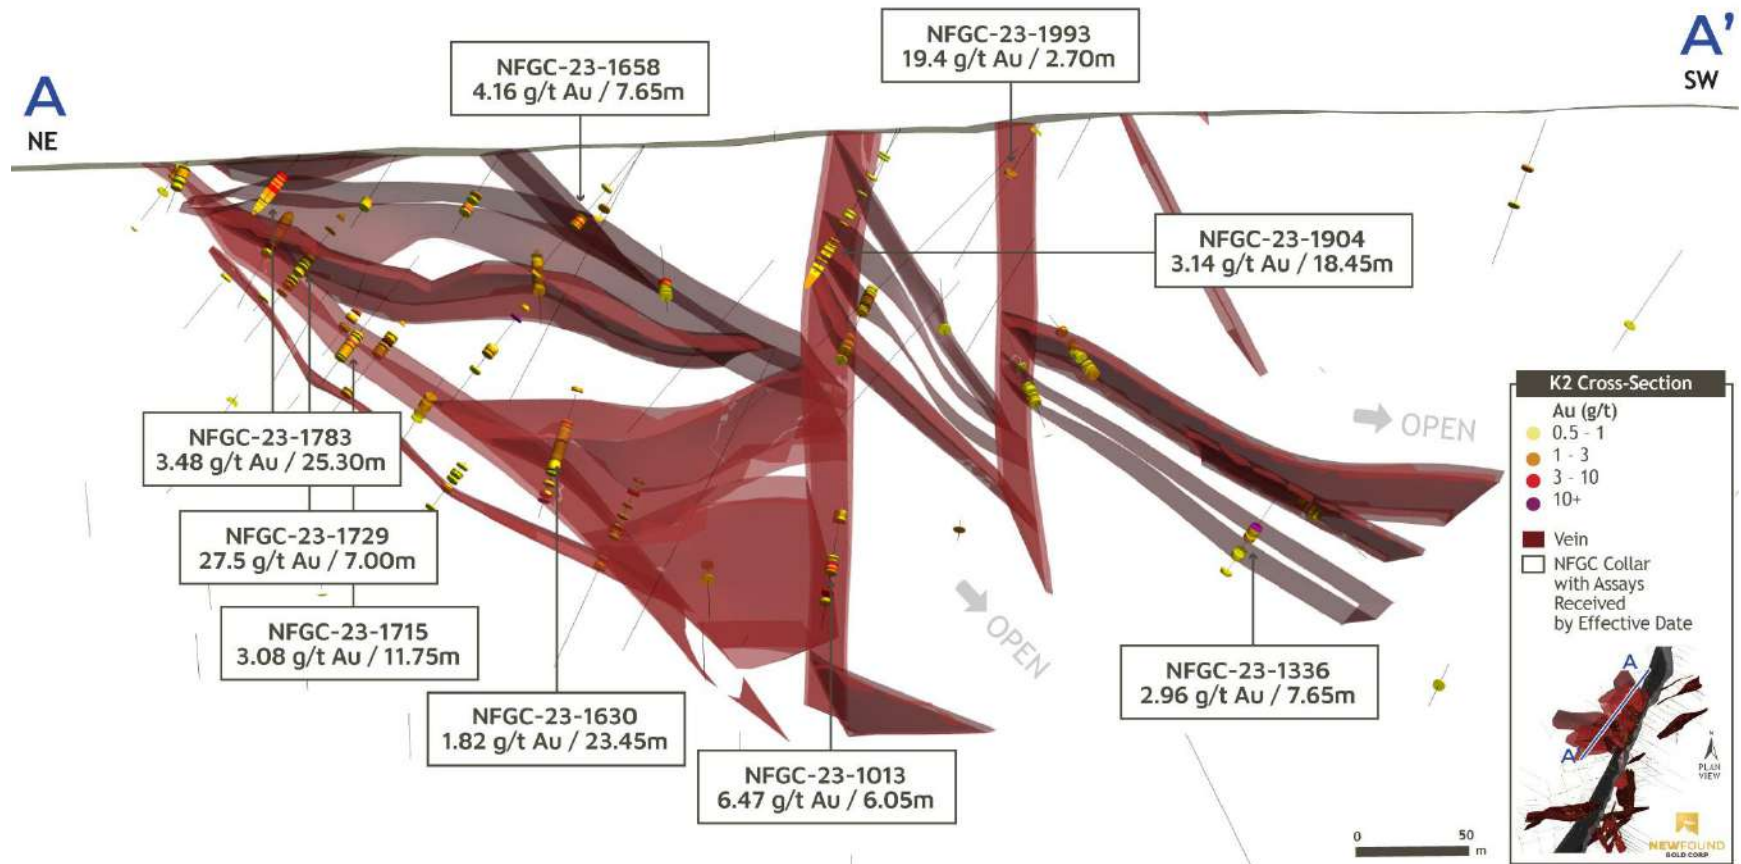 A
NE
NFGC-23-1658
4.16 g/t Au / 7.65m
NFGC-23-1993
19.4 g/t Au / 2.70m
A'
SW
NFGC-23-1904
3.14 g/t Au / 18.45m
NFGC-23-1783
3.48 g/t Au / 25.30m
NFGC-23-1729
27.5 g/t Au / 7.00m
NFGC-23-1715
3.08 g/t Au / 11.75m
NFGC-23-1630
1.82 g/t Au / 23.45m
NFGC-23-1013
6.47 g/t Au / 6.05m
NFGC-23-1336
2.96 g/t Au / 7.65m
OPEN
OPEN
K2 Cross-Section
Au (g/t)
0.5 - 1
1 - 3
3 - 10
10+
Vein
NFGC Collar
with Assays
Received
by Effective Date
A
A'
N
PLAN
VIEW
NEWFOUND
GOLD CORP
0 50
m